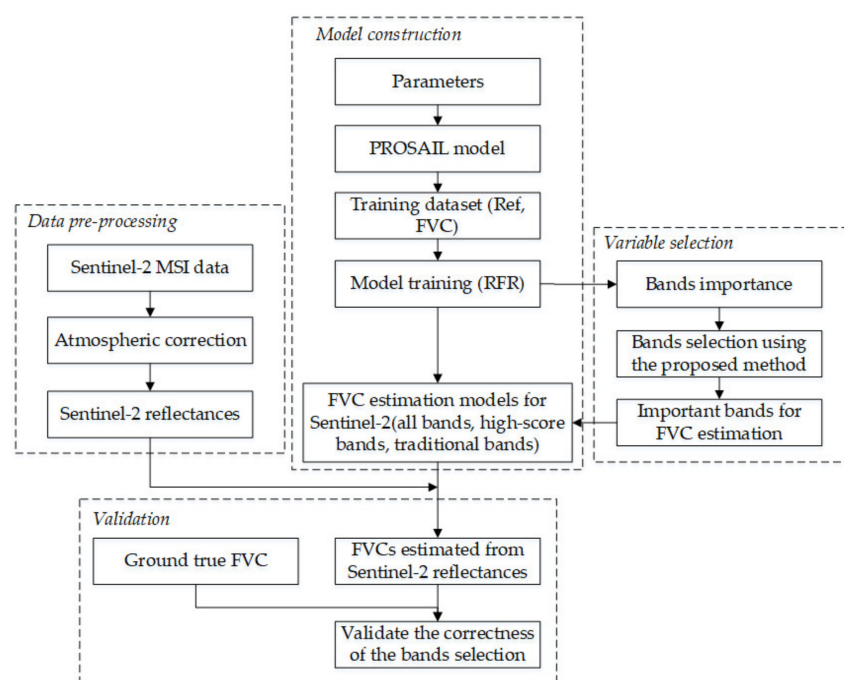 Model construction
Parameters
PROSAIL model
Training dataset (Ref,
FVC)
Model training (RFR)
FVC estimation models for
Sentinel-2(all bands, high-score
bands, traditional bands)
Data pre-processing
Sentinel-2 MSI data
Atmospheric correction
Sentinel-2 reflectances
Variable selection
Bands importance
Bands selection using
the proposed method
Important bands for
FVC estimation
Validation
Ground true FVC
FVCs estimated from
Sentinel-2 reflectances
Validate the correctness
of the bands selection